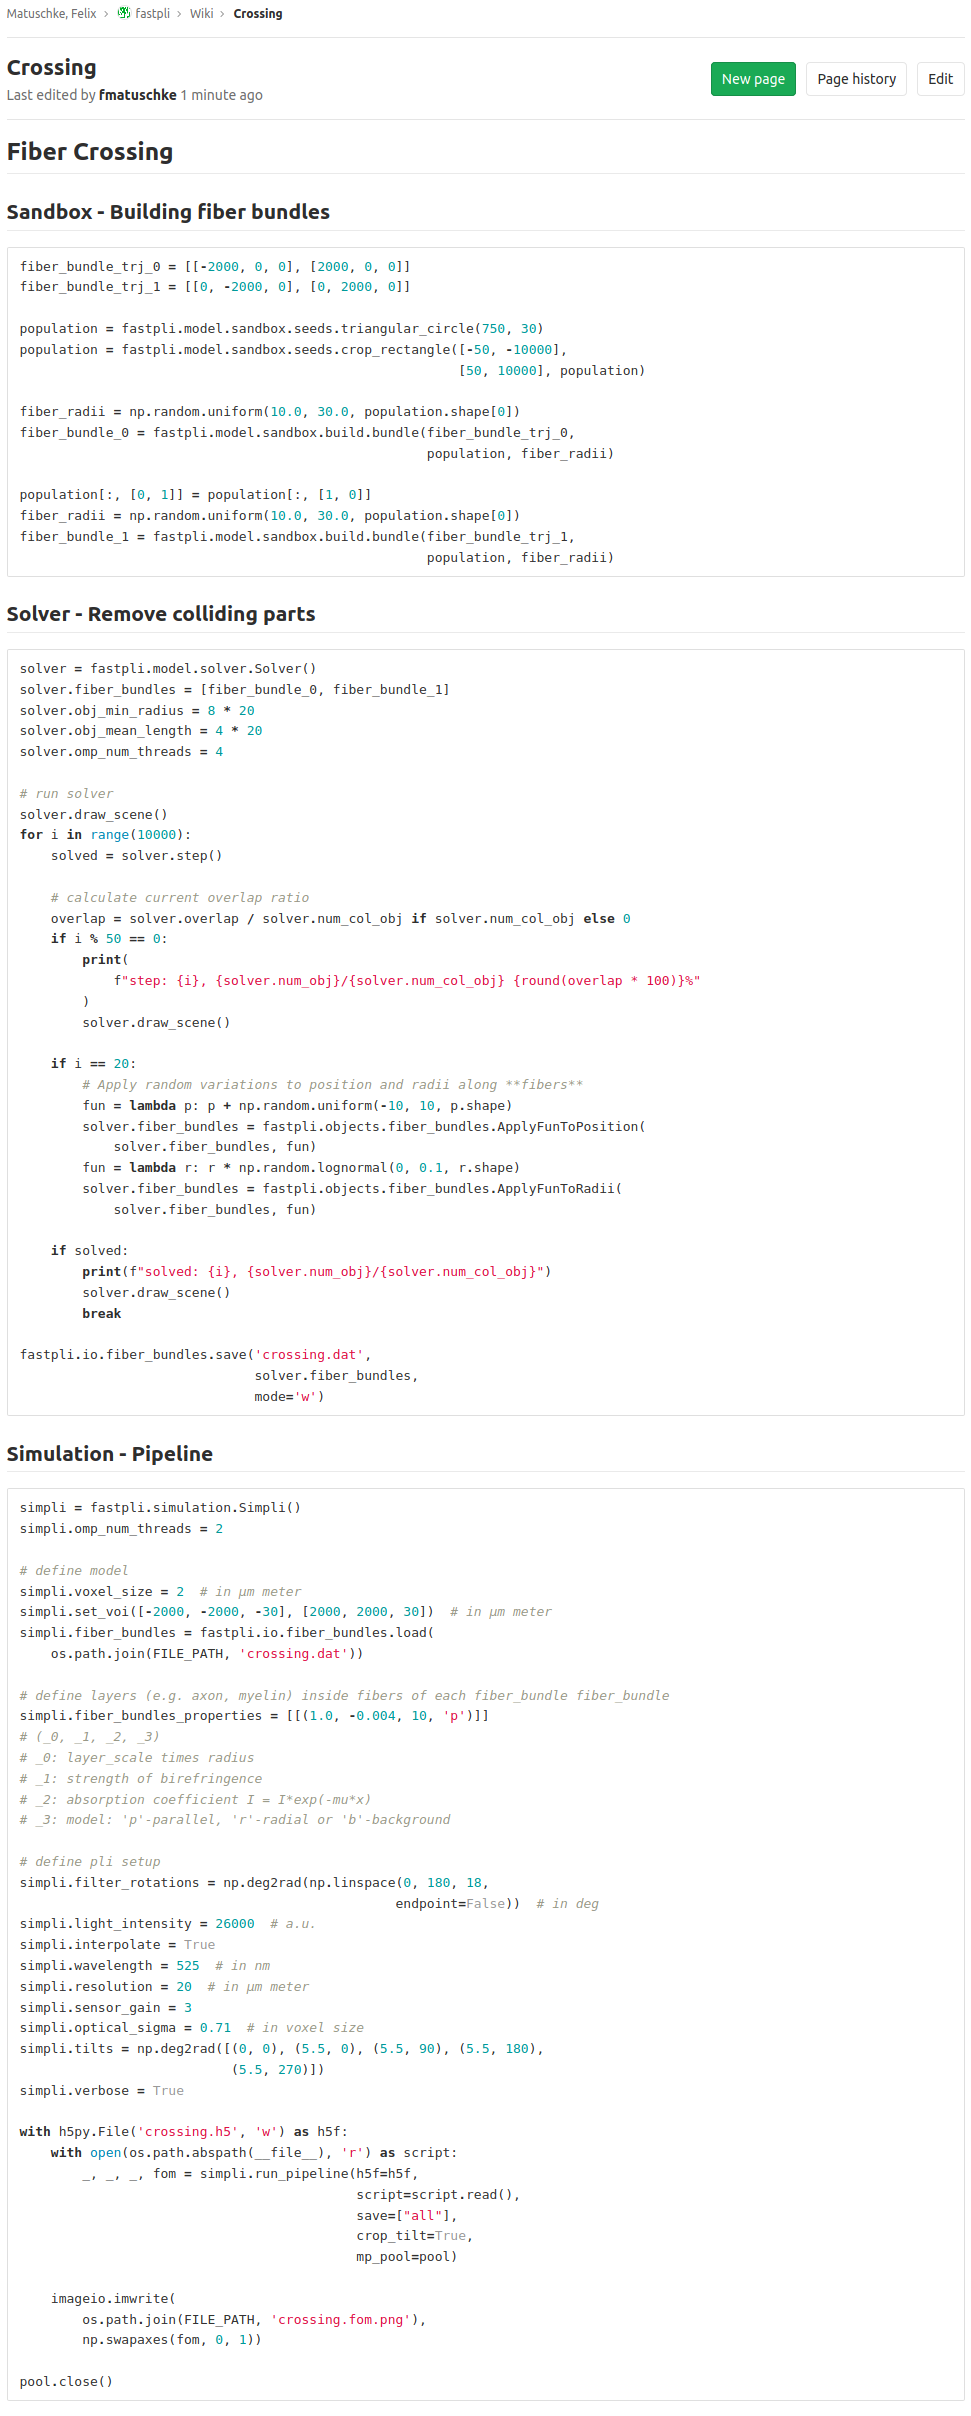 Matuschke, Felix › fastpli › Wiki › Crossing
Crossing
Last edited by fmatuschke 1 minute ago
New page
Page history
Edit
Fiber Crossing
Sandbox - Building fiber bundles
fiber_bundle_trj_0 = [[-2000, 0, 0], [2000, 0, 0]]
fiber_bundle_trj_1 = [[0, -2000, 0], [0, 2000, 0]]

population = fastpli.model.sandbox.seeds.triangular_circle(750, 30)
population = fastpli.model.sandbox.seeds.crop_rectangle([-50, -10000],
                                                        [50, 10000], population)

fiber_radii = np.random.uniform(10.0, 30.0, population.shape[0])
fiber_bundle_0 = fastpli.model.sandbox.build.bundle(fiber_bundle_trj_0,
                                                    population, fiber_radii)

population[:, [0, 1]] = population[:, [1, 0]]
fiber_radii = np.random.uniform(10.0, 30.0, population.shape[0])
fiber_bundle_1 = fastpli.model.sandbox.build.bundle(fiber_bundle_trj_1,
                                                    population, fiber_radii)
Solver - Remove colliding parts
solver = fastpli.model.solver.Solver()
solver.fiber_bundles = [fiber_bundle_0, fiber_bundle_1]
solver.obj_min_radius = 8 * 20
solver.obj_mean_length = 4 * 20
solver.omp_num_threads = 4

# run solver
solver.draw_scene()
for i in range(10000):
    solved = solver.step()

    # calculate current overlap ratio
    overlap = solver.overlap / solver.num_col_obj if solver.num_col_obj else 0
    if i % 50 == 0:
        print(
            f"step: {i}, {solver.num_obj}/{solver.num_col_obj} {round(overlap * 100)}%"
        )
        solver.draw_scene()

    if i == 20:
        # Apply random variations to position and radii along **fibers**
        fun = lambda p: p + np.random.uniform(-10, 10, p.shape)
        solver.fiber_bundles = fastpli.objects.fiber_bundles.ApplyFunToPosition(
            solver.fiber_bundles, fun)
        fun = lambda r: r * np.random.lognormal(0, 0.1, r.shape)
        solver.fiber_bundles = fastpli.objects.fiber_bundles.ApplyFunToRadii(
            solver.fiber_bundles, fun)

    if solved:
        print(f"solved: {i}, {solver.num_obj}/{solver.num_col_obj}")
        solver.draw_scene()
        break

fastpli.io.fiber_bundles.save('crossing.dat',
                              solver.fiber_bundles,
                              mode='w')
Simulation - Pipeline
simpli = fastpli.simulation.Simpli()
simpli.omp_num_threads = 2

# define model
simpli.voxel_size = 2  # in µm meter
simpli.set_voi([-2000, -2000, -30], [2000, 2000, 30])  # in µm meter
simpli.fiber_bundles = fastpli.io.fiber_bundles.load(
    os.path.join(FILE_PATH, 'crossing.dat'))

# define layers (e.g. axon, myelin) inside fibers of each fiber_bundle fiber_bundle
simpli.fiber_bundles_properties = [[(1.0, -0.004, 10, 'p')]]
# (_0, _1, _2, _3)
# _0: layer_scale times radius
# _1: strength of birefringence
# _2: absorption coefficient I = I*exp(-mu*x)
# _3: model: 'p'-parallel, 'r'-radial or 'b'-background

# define pli setup
simpli.filter_rotations = np.deg2rad(np.linspace(0, 180, 18,
                                                endpoint=False))  # in deg
simpli.light_intensity = 26000  # a.u.
simpli.interpolate = True
simpli.wavelength = 525  # in nm
simpli.resolution = 20  # in µm meter
simpli.sensor_gain = 3
simpli.optical_sigma = 0.71  # in voxel size
simpli.tilts = np.deg2rad([(0, 0), (5.5, 0), (5.5, 90), (5.5, 180),
                           (5.5, 270)])
simpli.verbose = True

with h5py.File('crossing.h5', 'w') as h5f:
    with open(os.path.abspath(__file__), 'r') as script:
        _, _, _, fom = simpli.run_pipeline(h5f=h5f,
                                           script=script.read(),
                                           save=["all"],
                                           crop_tilt=True,
                                           mp_pool=pool)

    imageio.imwrite(
        os.path.join(FILE_PATH, 'crossing.fom.png'),
        np.swapaxes(fom, 0, 1))

pool.close()